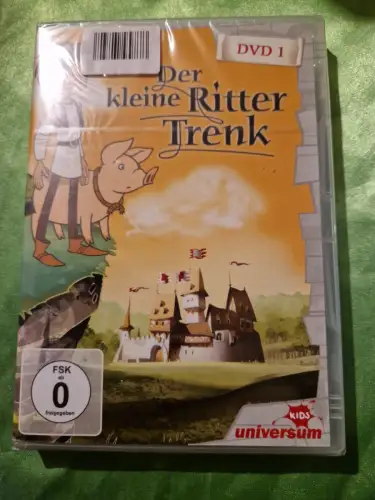 DVD 1
Der
kleine Ritter
Trenk
FSK
ab
0
freigegeben
KIDS
universum